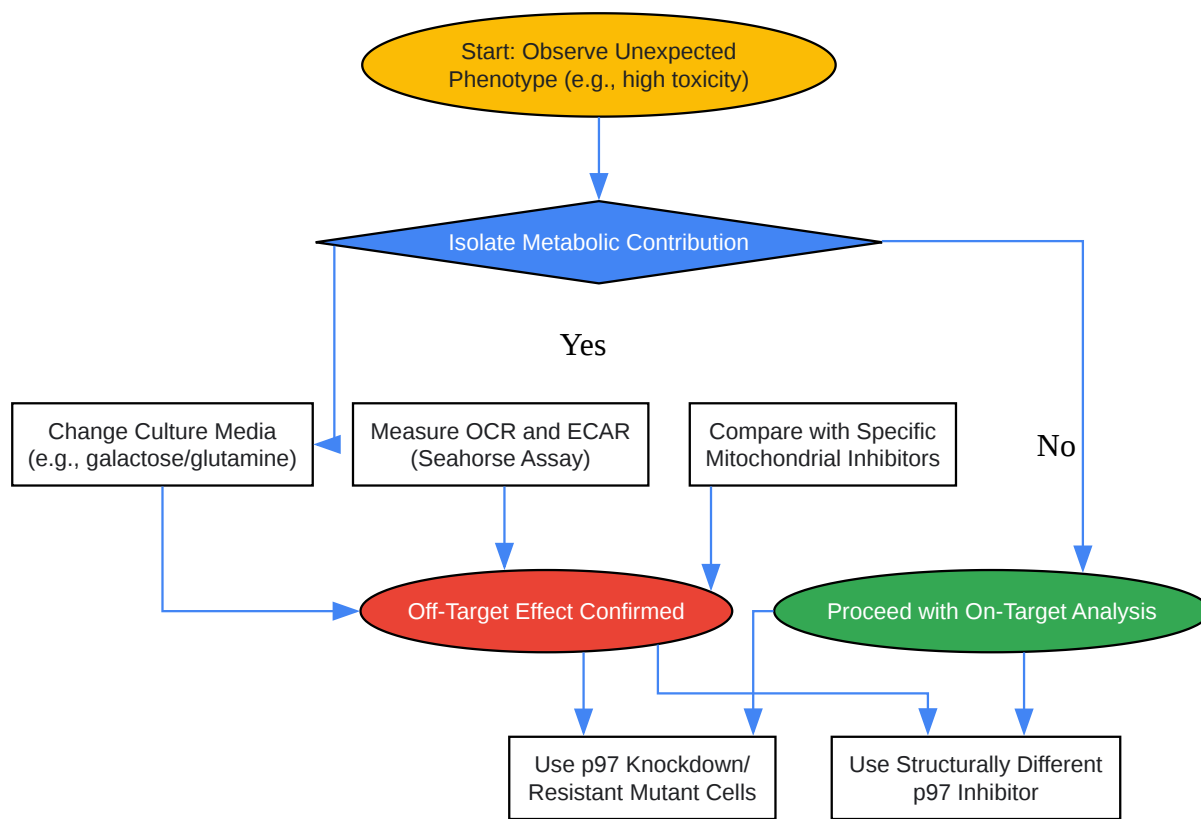 Start: Observe Unexpected
Phenotype (e.g., high toxicity)
Isolate Metabolic Contribution
Yes
Change Culture Media
(e.g., galactose/glutamine)
Measure OCR and ECAR
(Seahorse Assay)
Compare with Specific
Mitochondrial Inhibitors
No
Off-Target Effect Confirmed
Proceed with On-Target Analysis
Use p97 Knockdown/
Resistant Mutant Cells
Use Structurally Different
p97 Inhibitor